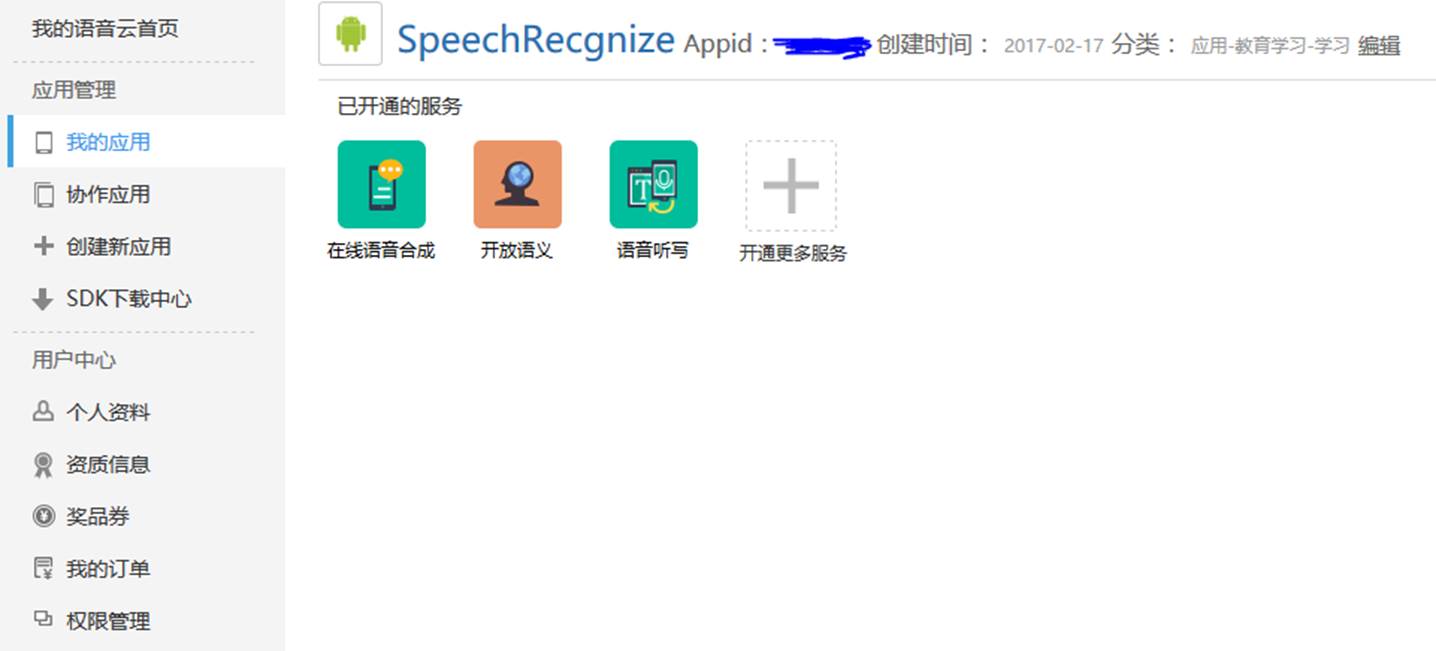 我的语音云首页
应用管理
我的应用
协作应用
创建新应用
SDK下载中心
用户中心
个人资料
资质信息
奖品券
我的订单
权限管理
SpeechRecgnize Appid： 创建时间： 2017-02-17 分类： 应用-教育学习-学习 编辑
已开通的服务
在线语音合成 开放语义 语音听写 开通更多服务